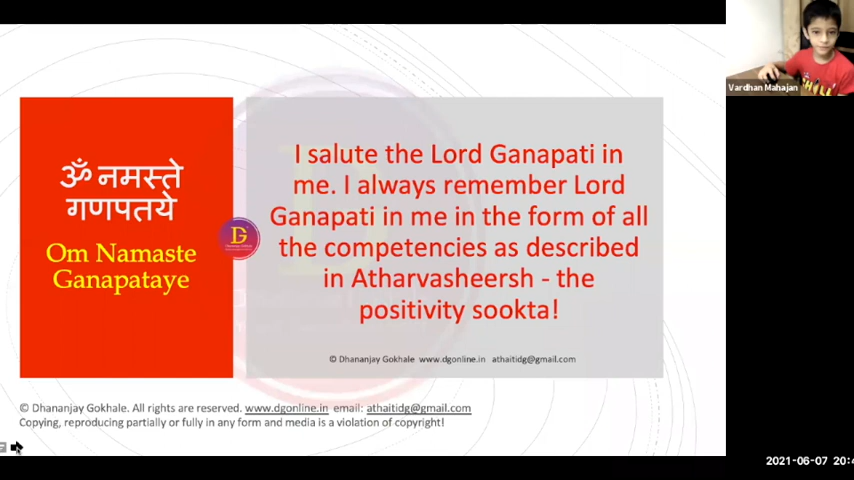 ॐ नमस्ते
गणपतये
Om Namaste
Ganapataye
I salute the Lord Ganapati in
me. I always remember Lord
Ganapati in me in the form of all
the competencies as described
in Atharvasheersh - the
positivity sookta!
© Dhananjay Gokhale www.dgonline.in athaitidg@gmail.com
© Dhananjay Gokhale. All rights are reserved. www.dgonline.in email: athaitidg@gmail.com
Copying, reproducing partially or fully in any form and media is a violation of copyright!
Vardhan Mahajan
2021-06-07 20:4